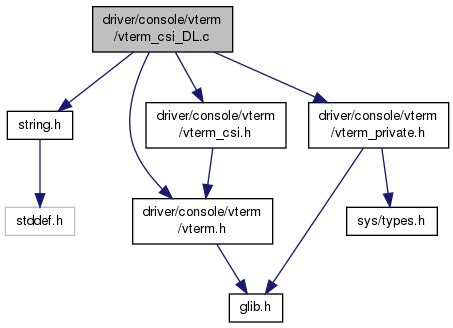 driver/console/vterm
/vterm_csi_DL.c
string.h
driver/console/vterm
/vterm_csi.h
driver/console/vterm
/vterm_private.h
stddef.h
driver/console/vterm
/vterm.h
sys/types.h
glib.h